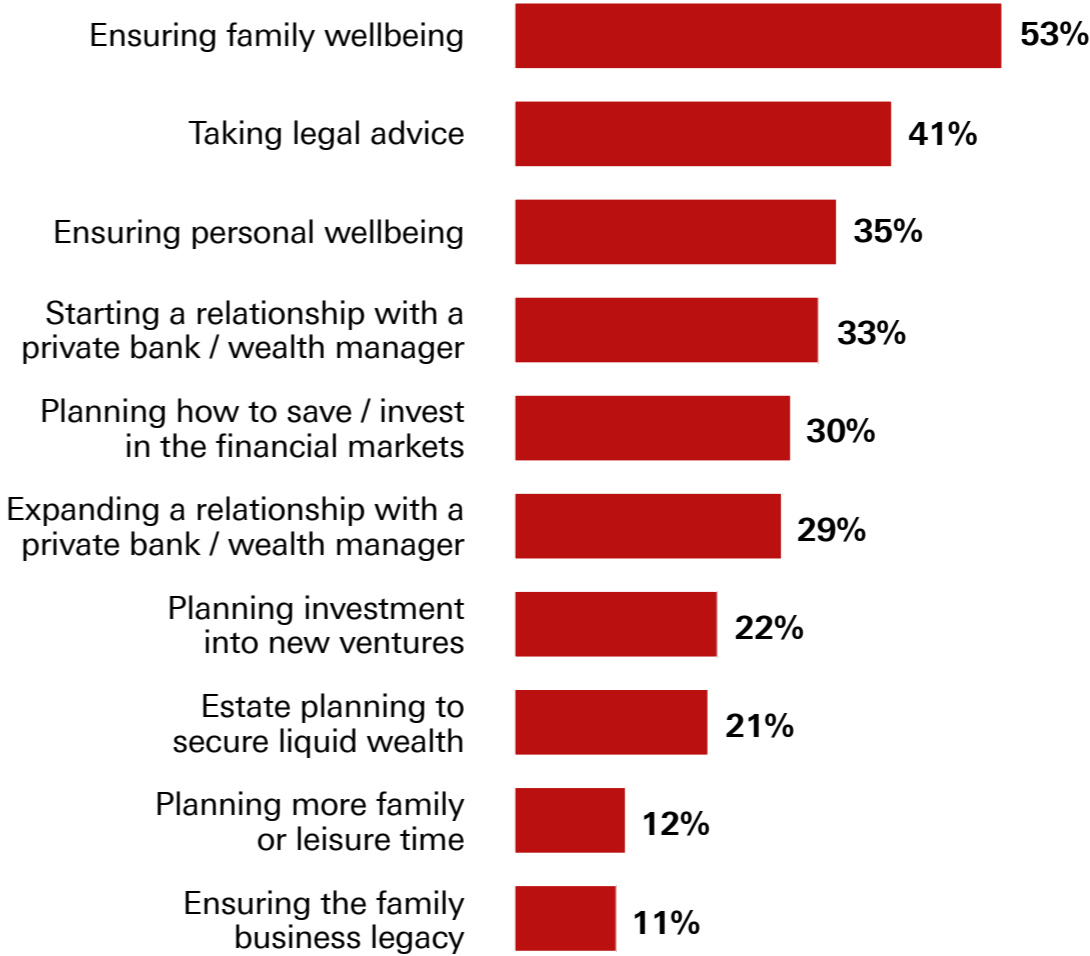 Ensuring family wellbeing 53%
Taking legal advice 41%
Ensuring personal wellbeing 35%
Starting a relationship with a
private bank / wealth manager 33%
Planning how to save / invest
in the financial markets 30%
Expanding a relationship with a
private bank / wealth manager 29%
Planning investment
into new ventures 22%
Estate planning to
secure liquid wealth 21%
Planning more family
or leisure time 12%
Ensuring the family
business legacy 11%